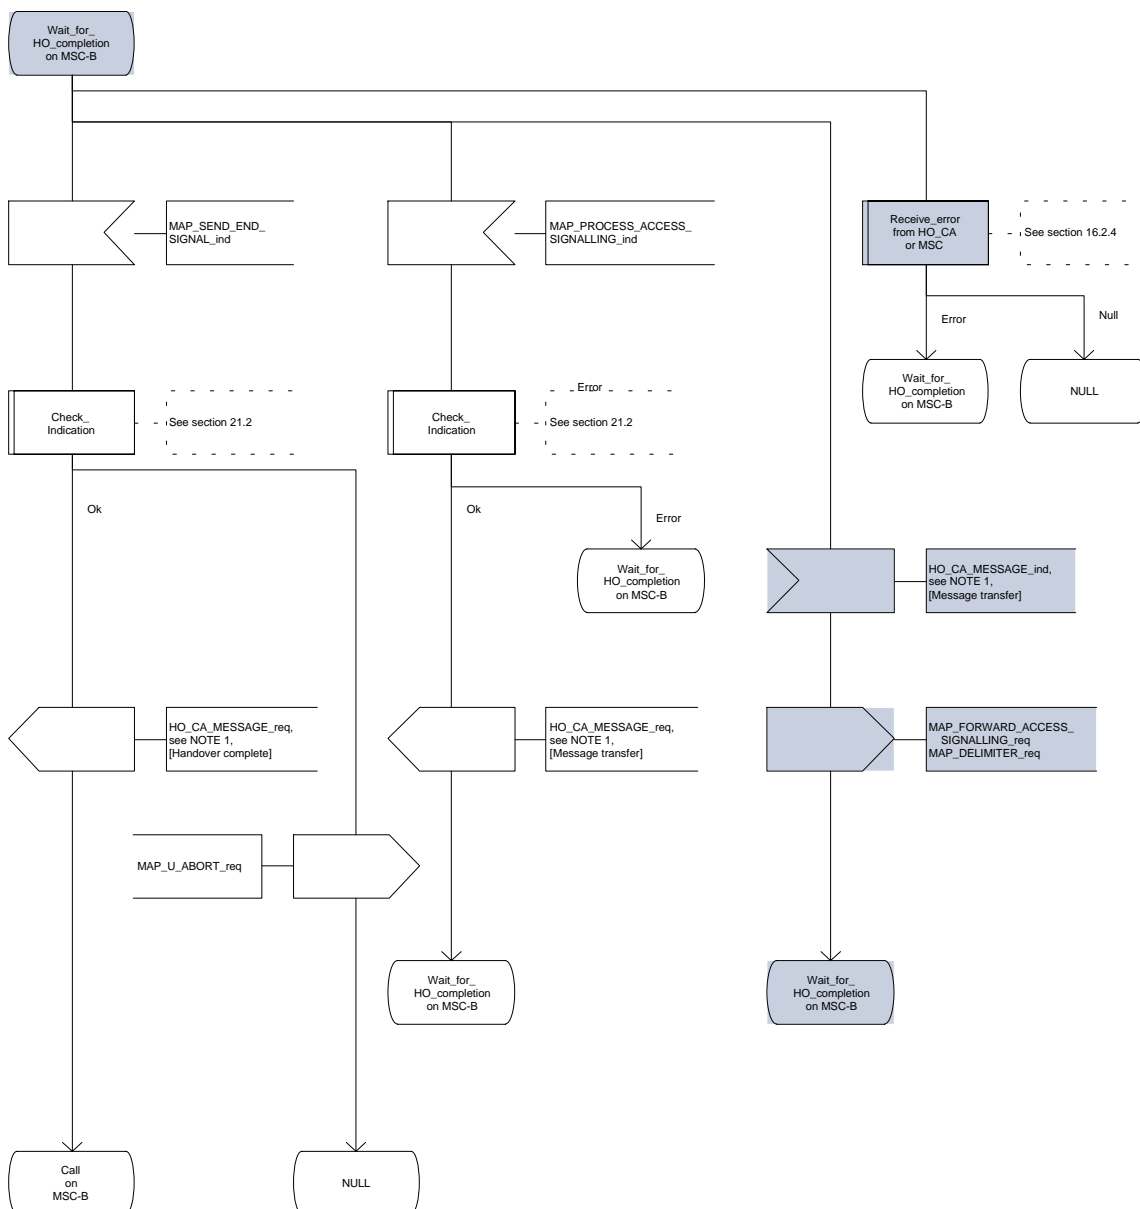 Wait_for_
HO_completion
on MSC-B
MAP_SEND_END_
SIGNAL_ind
MAP_PROCESS_ACCESS_
SIGNALLING_ind
Receive_error
from HO_CA
or MSC
See section 16.2.4
Error
Null
Wait_for_
HO_completion
on MSC-B
NULL
Check_
Indication
See section 21.2
Error
Check_
Indication
See section 21.2
Ok
Ok
Error
Wait_for_
HO_completion
on MSC-B
HO_CA_MESSAGE_ind,
see NOTE 1,
[Message transfer]
HO_CA_MESSAGE_req,
see NOTE 1,
[Handover complete]
HO_CA_MESSAGE_req,
see NOTE 1,
[Message transfer]
MAP_FORWARD_ACCESS_
SIGNALLING_req
MAP_DELIMITER_req
MAP_U_ABORT_req
Wait_for_
HO_completion
on MSC-B
Wait_for_
HO_completion
on MSC-B
Call
on
MSC-B
NULL